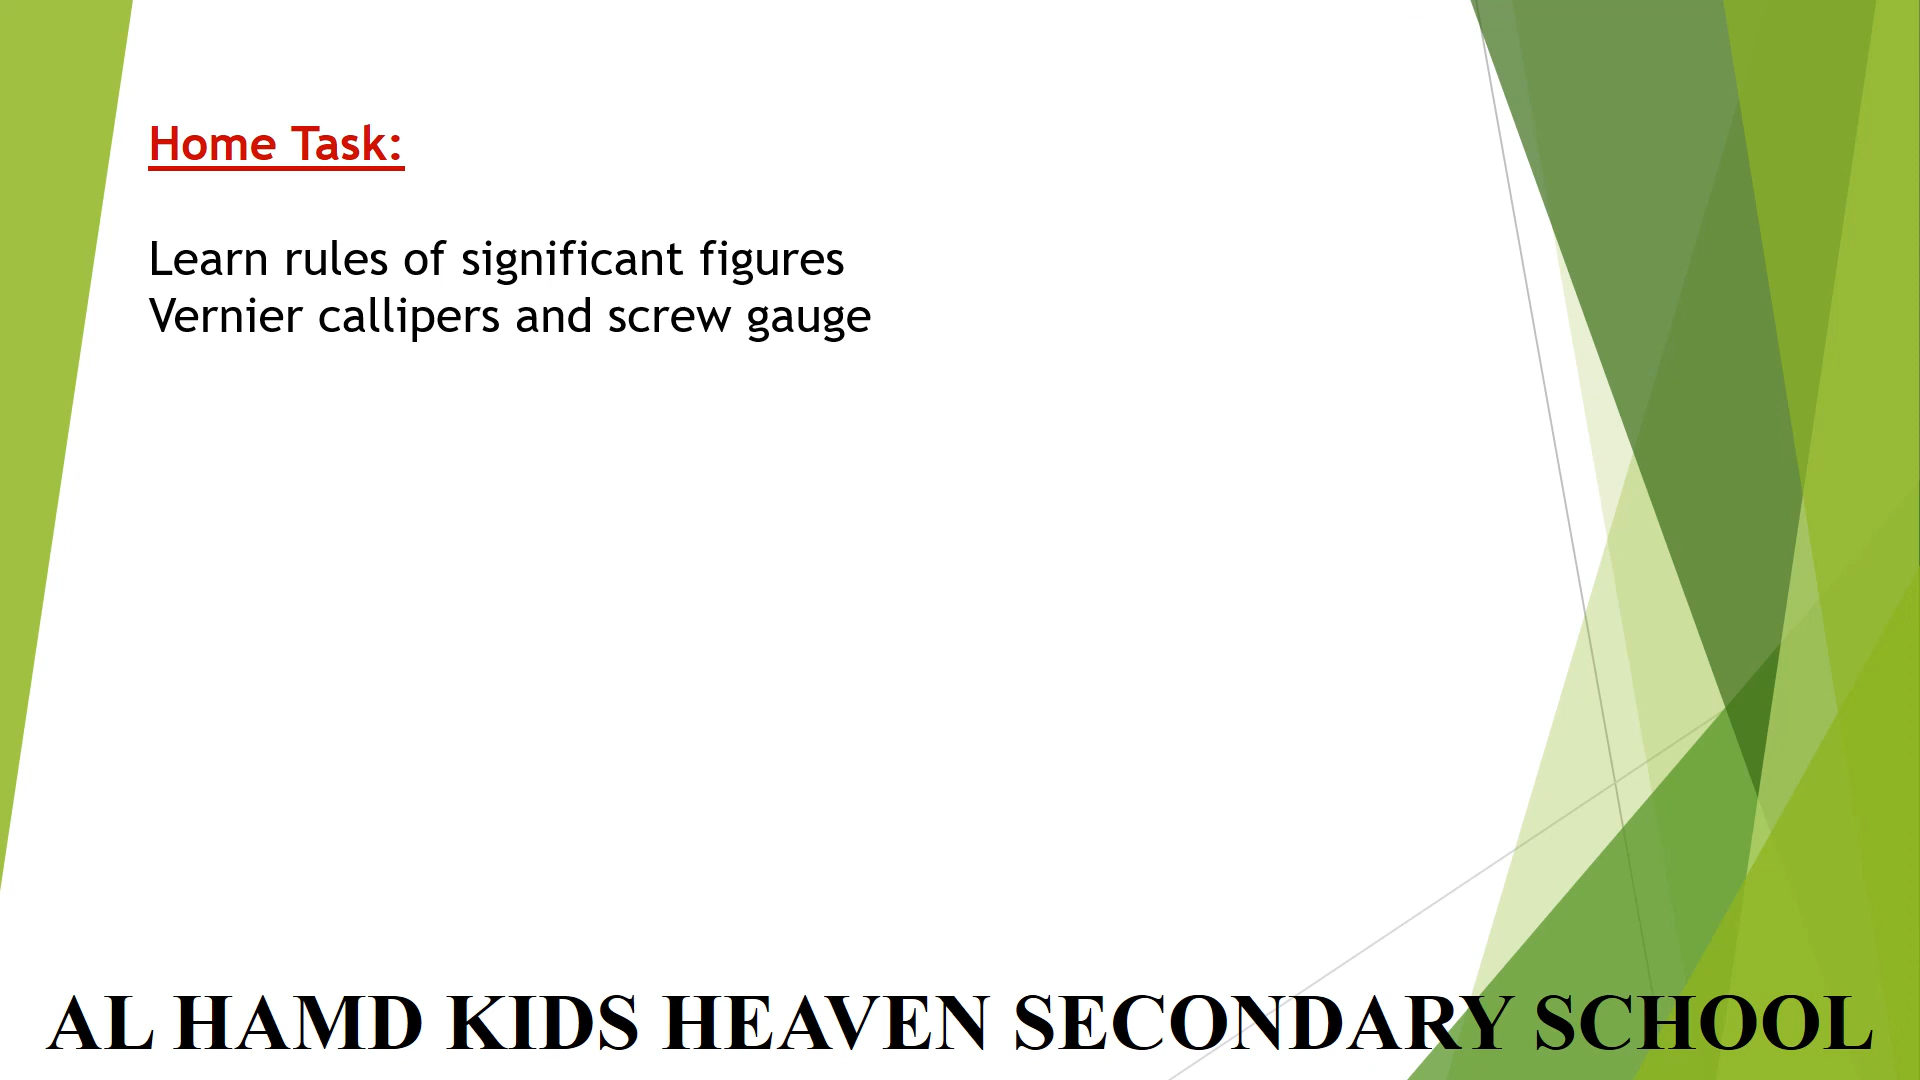 Home Task:
Learn rules of significant figures
Vernier callipers and screw gauge
AL HAMD KIDS HEAVEN SECONDARY SCHOOL